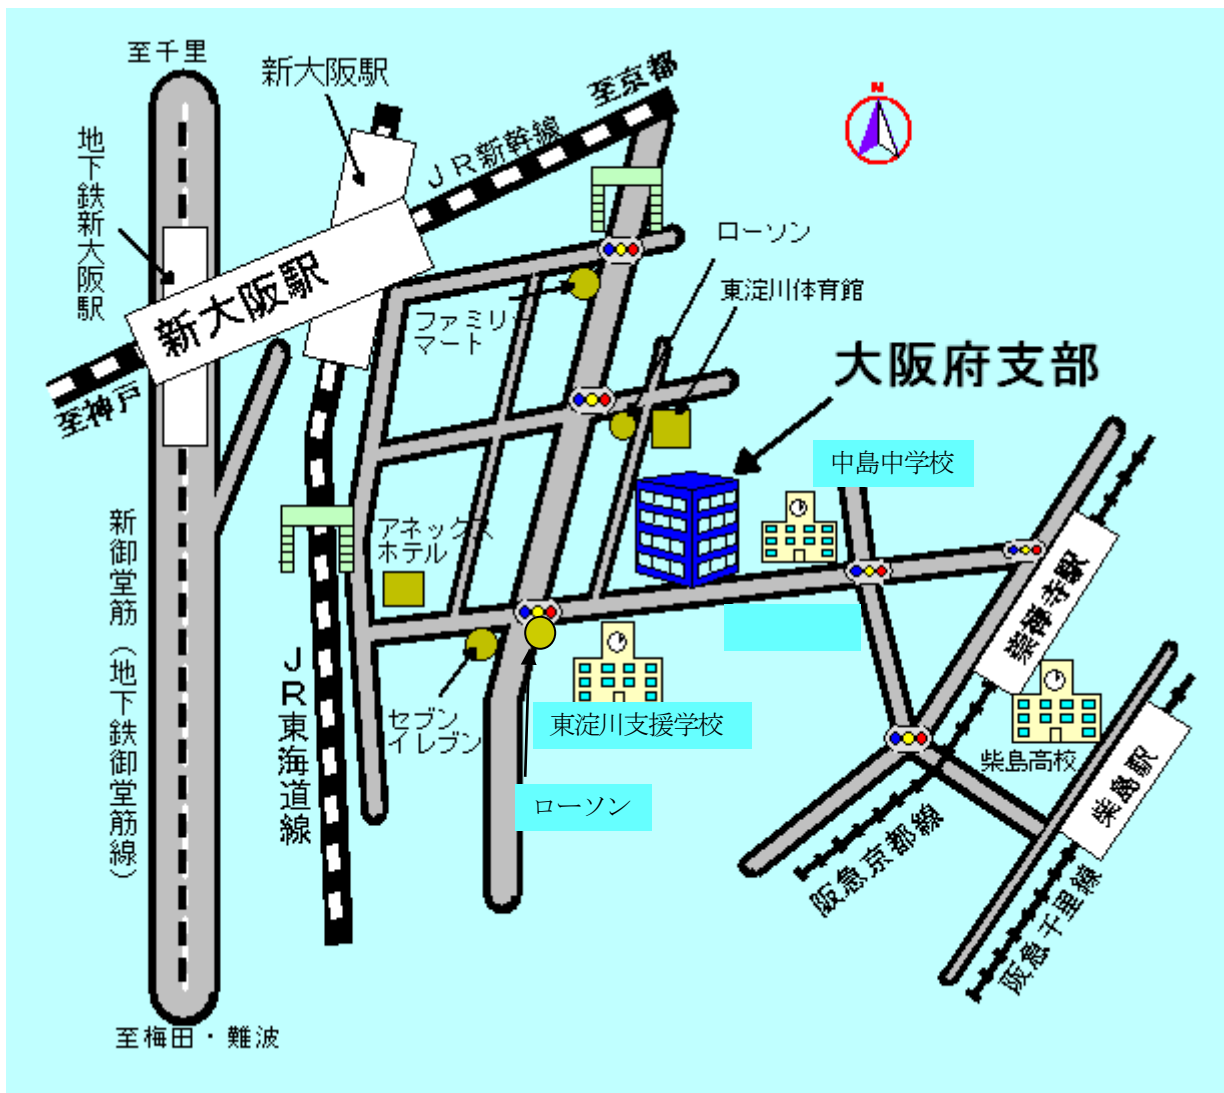 至千里
新大阪駅
至京都
N
地下鉄新大阪駅
JR新幹線
ローソン
東淀川体育館
新大阪駅
ファミリー
マート
大阪府支部
至神戸
中島中学校
アネックス
ホテル
新御堂筋(地下鉄御堂筋線)
崇禅寺駅
JR東海道線
セブン
イレブン
東淀川支援学校
柴島高校
柴島駅
ローソン
阪急京都線
阪急千里線
至梅田・難波